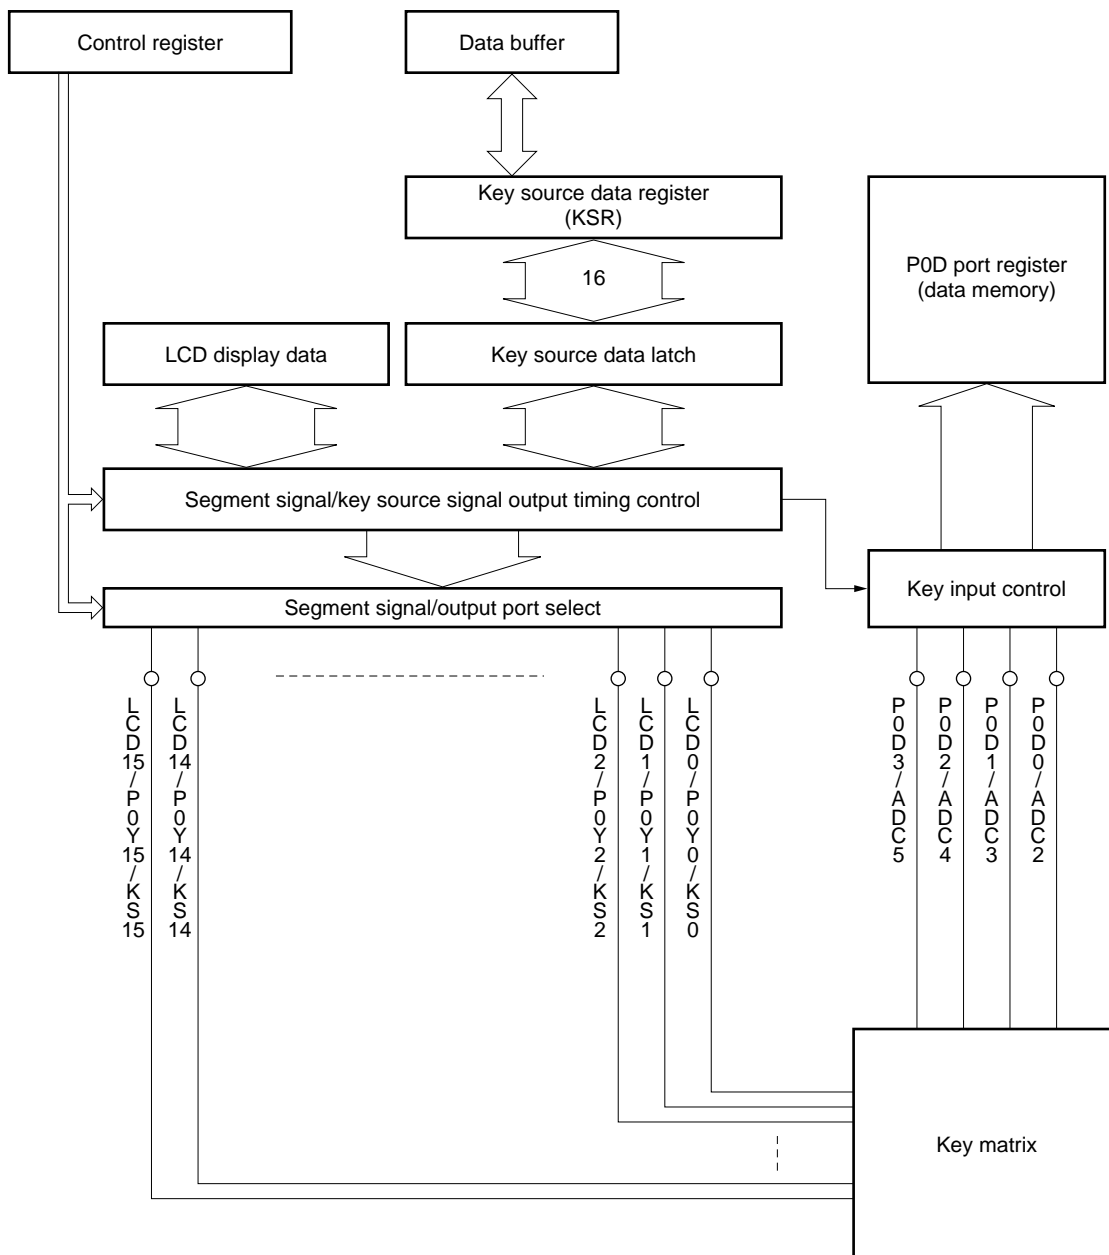 Control register
Data buffer
Key source data register
(KSR)
16
P0D port register
(data memory)
LCD display data
Key source data latch
Segment signal/key source signal output timing control
Key input control
Segment signal/output port select
LCD15/P0Y15/KS15
LCD14/P0Y14/KS14
LCD2/P0Y2/KS2
LCD1/P0Y1/KS1
LCD0/P0Y0/KS0
P0D3/ADC5
P0D2/ADC4
P0D1/ADC3
P0D0/ADC2
Key matrix